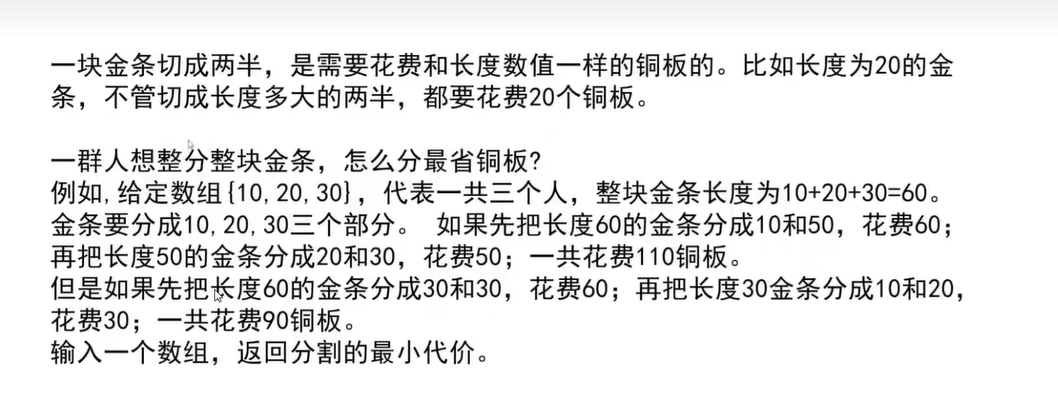 一块金条切成两半，是需要花费和长度数值一样的铜板的。比如长度为20的金
条，不管切成长度多大的两半，都要花费20个铜板。
一群人想整分整块金条，怎么分最省铜板?
例如,给定数组{10,20,30}，代表一共三个人，整块金条长度为10+20+30=60。
金条要分成10,20,30三个部分。 如果先把长度60的金条分成10和50，花费60；
再把长度50的金条分成20和30，花费50；一共花费110铜板。
但是如果先把长度60的金条分成30和30，花费60；再把长度30金条分成10和20，
花费30；一共花费90铜板。
输入一个数组，返回分割的最小代价。